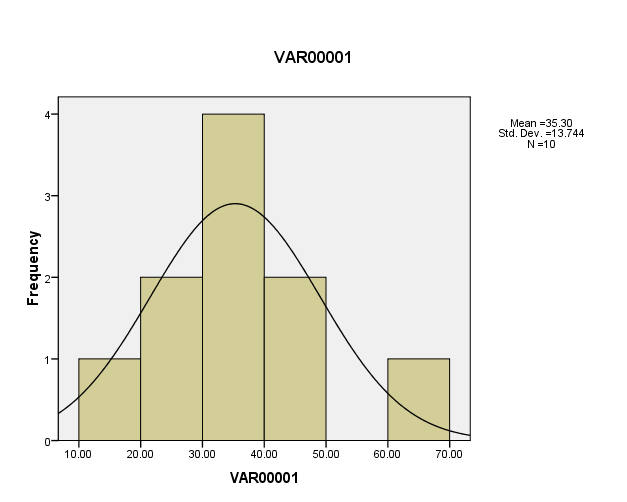 VAR00001
Mean =35.30
Std. Dev. =13.744
N =10
Frequency
4
3
2
1
0
10.00 20.00 30.00 40.00 50.00 60.00 70.00
VAR00001